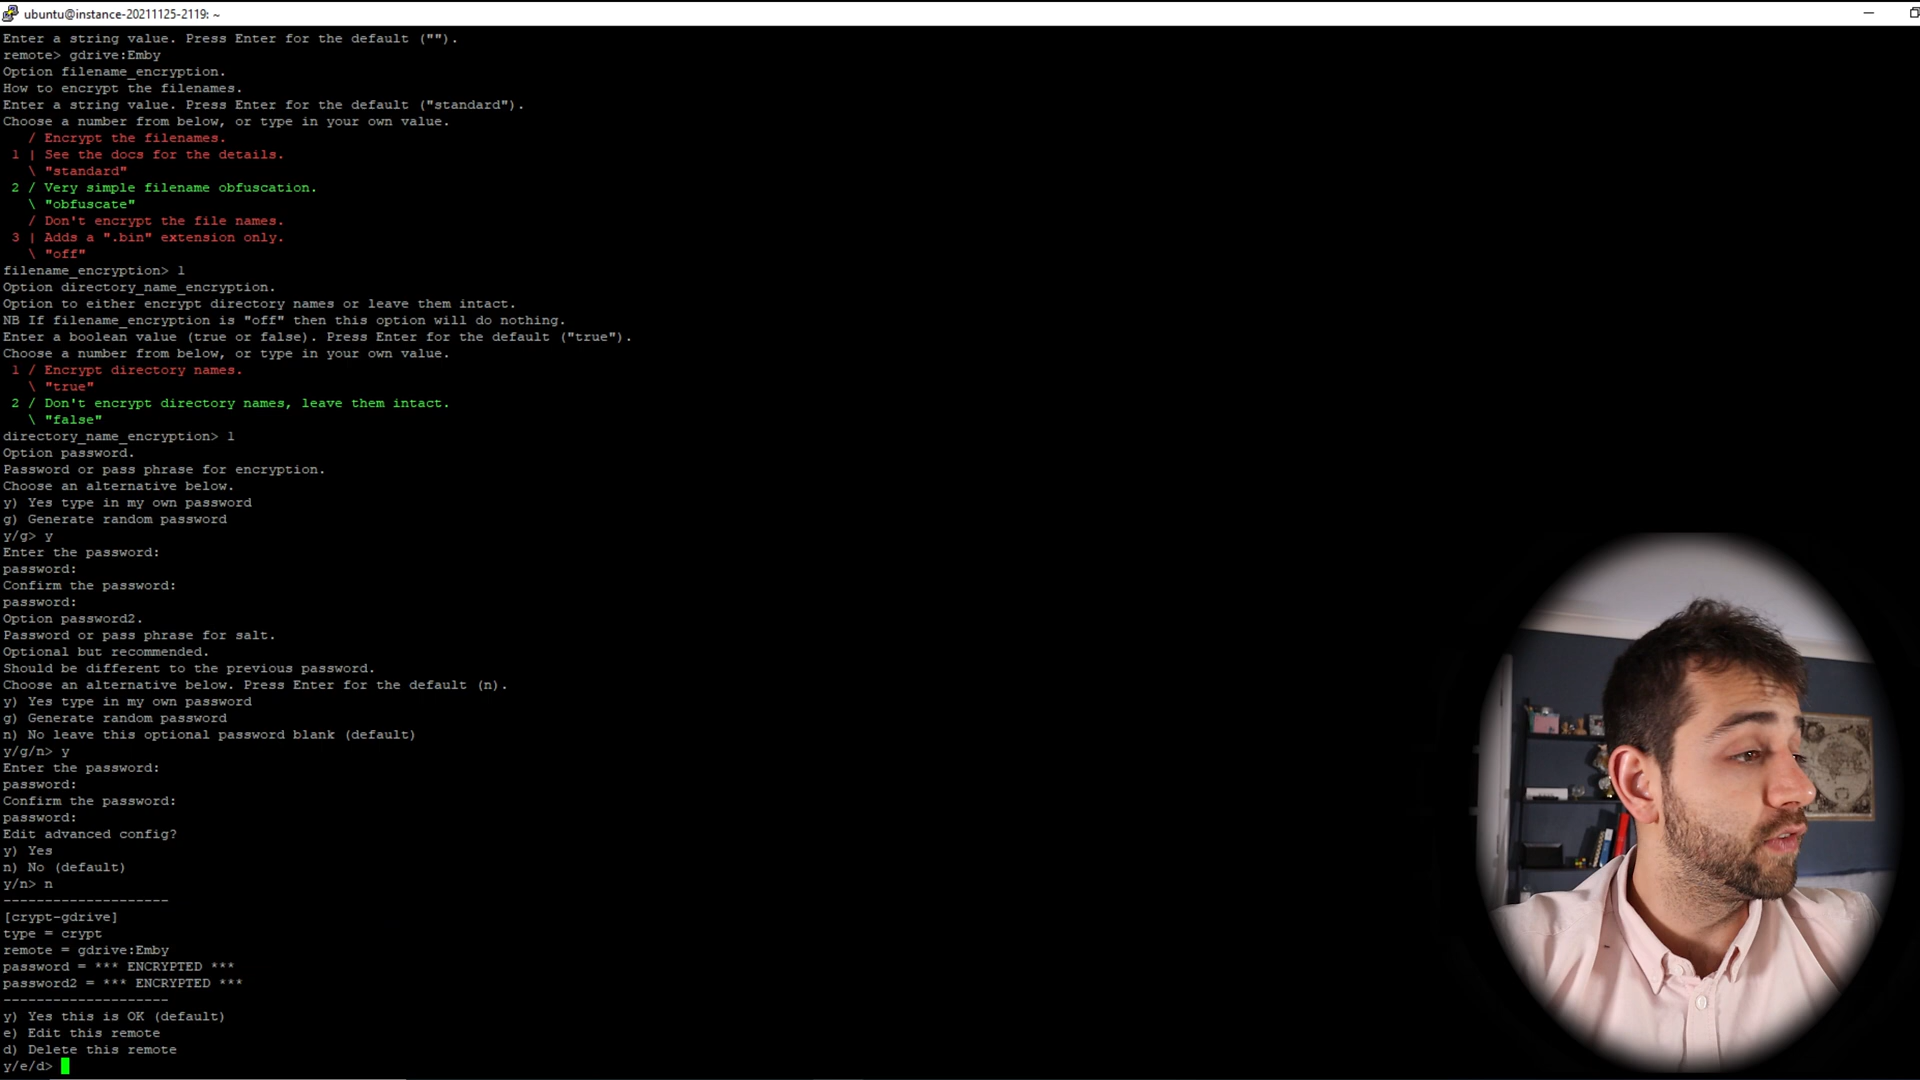 ubuntu@instance-20211125-2119: ~
Enter a string value. Press Enter for the default ("").
remote> gdrive:Emby
Option filename_encryption.
How to encrypt the filenames.
Enter a string value. Press Enter for the default ("standard").
Choose a number from below, or type in your own value.
/ Encrypt the filenames.
1 | See the docs for the details.
\ "standard"
2 / Very simple filename obfuscation.
\ "obfuscate"
/ Don't encrypt the file names.
3 | Adds a ".bin" extension only.
\ "off"
filename_encryption> 1
Option directory_name_encryption.
Option to either encrypt directory names or leave them intact.
NB If filename_encryption is "off" then this option will do nothing.
Enter a boolean value (true or false). Press Enter for the default ("true").
Choose a number from below, or type in your own value.
1 / Encrypt directory names.
\ "true"
2 / Don't encrypt directory names, leave them intact.
\ "false"
directory_name_encryption> 1
Option password.
Password or pass phrase for encryption.
Choose an alternative below.
y) Yes type in my own password
g) Generate random password
y/g> y
Enter the password:
password:
Confirm the password:
password:
Option password2.
Password or pass phrase for salt.
Optional but recommended.
Should be different to the previous password.
Choose an alternative below. Press Enter for the default (n).
y) Yes type in my own password
g) Generate random password
n) No leave this optional password blank (default)
y/g/n> y
Enter the password:
password:
Confirm the password:
password:
Edit advanced config?
y) Yes
n) No (default)
y/n> n
--------------------
[crypt-gdrive]
type = crypt
remote = gdrive:Emby
password = *** ENCRYPTED ***
password2 = *** ENCRYPTED ***
--------------------
y) Yes this is OK (default)
e) Edit this remote
d) Delete this remote
y/e/d>